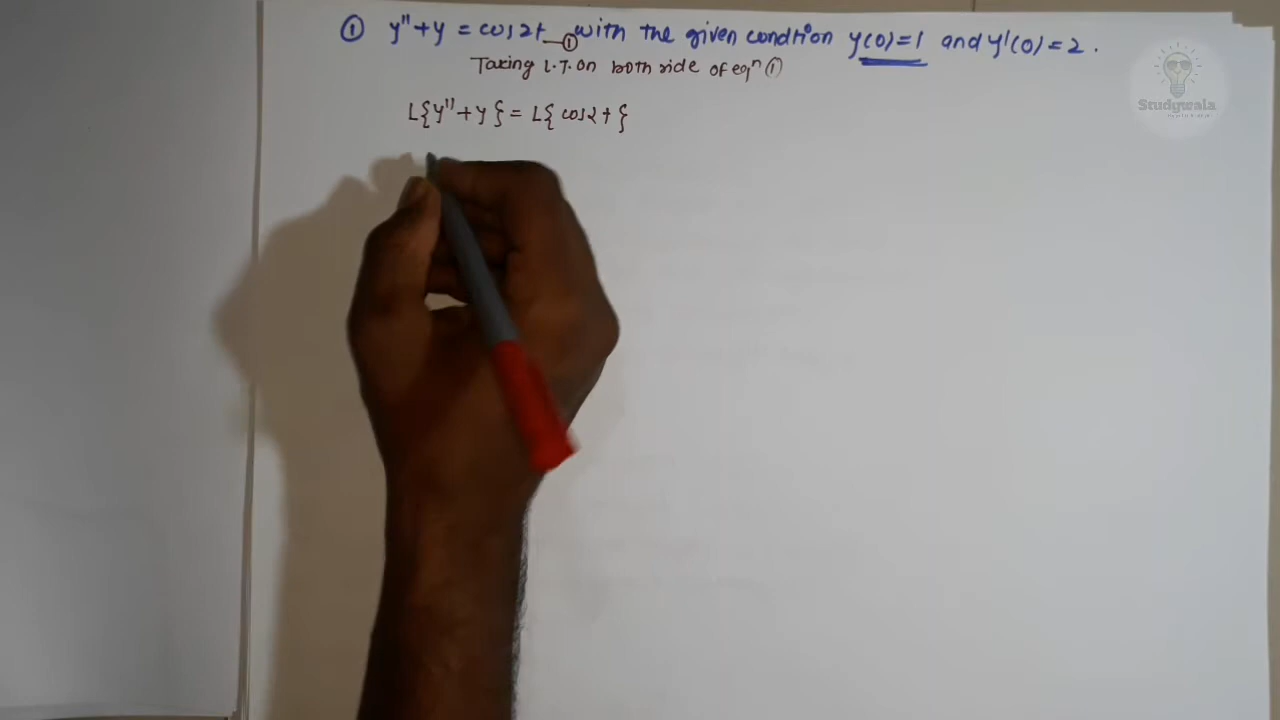 ① y"+y = cos2t —① with the given condtion y(0)=1 and y'(0)=2.
Taking L.T. on both side of eqⁿ ①
L{y"+y} = L{cos2t}
Studywala